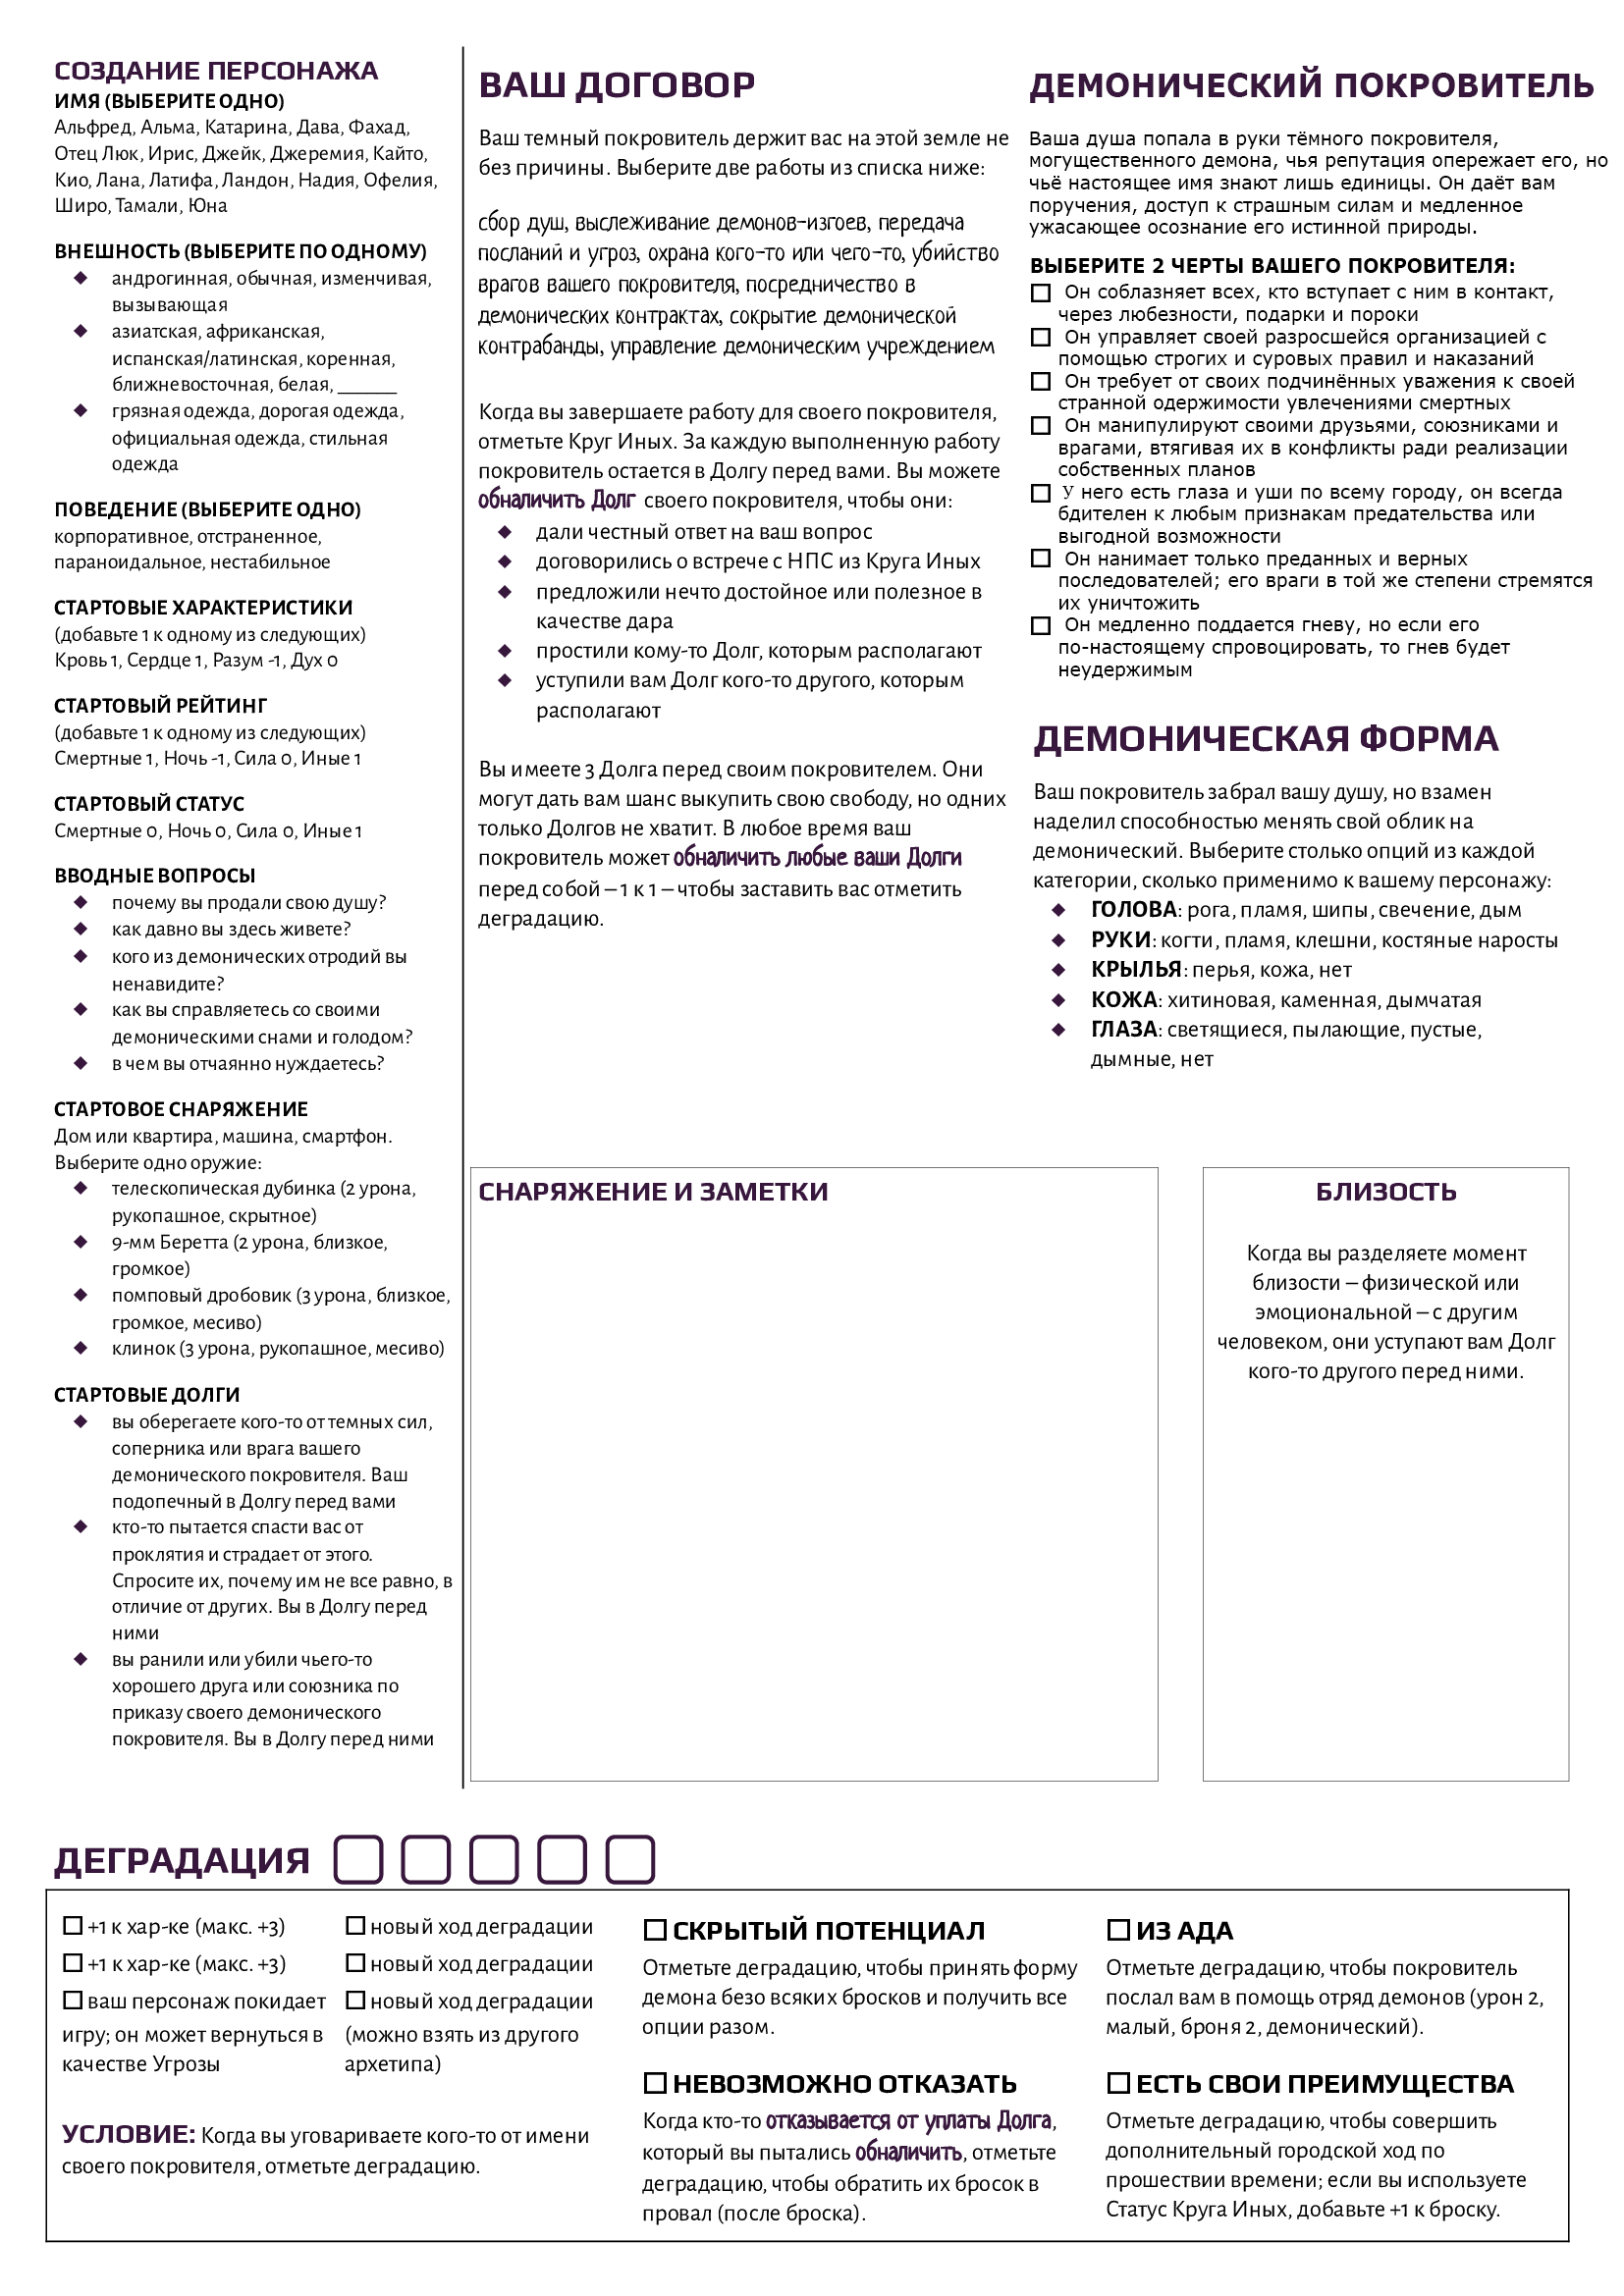 СОЗДАНИЕ ПЕРСОНАЖА
ИМЯ (ВЫБЕРИТЕ ОДНО)
Альфред, Альма, Катарина, Дава, Фахад,
Отец Люк, Ирис, Джейк, Джеремия, Кайто,
Кио, Лана, Латифа, Ландон, Надия, Офелия,
Широ, Тамали, Юна
ВНЕШНОСТЬ (ВЫБЕРИТЕ ПО ОДНОМУ)
◆ андрогинная, обычная, изменчивая,
вызывающая
◆ азиатская, африканская,
испанская/латинская, коренная,
ближневосточная, белая, ______
◆ грязная одежда, дорогая одежда,
официальная одежда, стильная
одежда
ПОВЕДЕНИЕ (ВЫБЕРИТЕ ОДНО)
корпоративное, отстраненное,
параноидальное, нестабильное
СТАРТОВЫЕ ХАРАКТЕРИСТИКИ
(добавьте 1 к одному из следующих)
Кровь 1, Сердце 1, Разум -1, Дух 0
СТАРТОВЫЙ РЕЙТИНГ
(добавьте 1 к одному из следующих)
Смертные 1, Ночь -1, Сила 0, Иные 1
СТАРТОВЫЙ СТАТУС
Смертные 0, Ночь 0, Сила 0, Иные 1
ВВОДНЫЕ ВОПРОСЫ
◆ почему вы продали свою душу?
◆ как давно вы здесь живете?
◆ кого из демонических отродий вы
ненавидите?
◆ как вы справляетесь со своими
демоническими снами и голодом?
◆ в чем вы отчаянно нуждаетесь?
СТАРТОВОЕ СНАРЯЖЕНИЕ
Дом или квартира, машина, смартфон.
Выберите одно оружие:
◆ телескопическая дубинка (2 урона,
рукопашное, скрытное)
◆ 9-мм Беретта (2 урона, близкое,
громкое)
◆ помповый дробовик (3 урона, близкое,
громкое, месиво)
◆ клинок (3 урона, рукопашное, месиво)
СТАРТОВЫЕ ДОЛГИ
◆ вы оберегаете кого-то от темных сил,
соперника или врага вашего
демонического покровителя. Ваш
подопечный в Долгу перед вами
◆ кто-то пытается спасти вас от
проклятия и страдает от этого.
Спросите их, почему им не все равно, в
отличие от других. Вы в Долгу перед
ними
◆ вы ранили или убили чьего-то
хорошего друга или союзника по
приказу своего демонического
покровителя. Вы в Долгу перед ними
ВАШ ДОГОВОР
Ваш темный покровитель держит вас на этой земле не
без причины. Выберите две работы из списка ниже:
сбор душ, выслеживание демонов-изгоев, передача
посланий и угроз, охрана кого-то или чего-то, убийство
врагов вашего покровителя, посредничество в
демонических контрактах, сокрытие демонической
контрабанды, управление демоническим учреждением
Когда вы завершаете работу для своего покровителя,
отметьте Круг Иных. За каждую выполненную работу
покровитель остается в Долгу перед вами. Вы можете
обналичить Долг своего покровителя, чтобы они:
◆ дали честный ответ на ваш вопрос
◆ договорились о встрече с НПС из Круга Иных
◆ предложили нечто достойное или полезное в
качестве дара
◆ простили кому-то Долг, которым располагают
◆ уступили вам Долг кого-то другого, которым
располагают
Вы имеете 3 Долга перед своим покровителем. Они
могут дать вам шанс выкупить свою свободу, но одних
только Долгов не хватит. В любое время ваш
покровитель может обналичить любые ваши Долги
перед собой – 1 к 1 – чтобы заставить вас отметить
деградацию.
ДЕМОНИЧЕСКИЙ ПОКРОВИТЕЛЬ
Ваша душа попала в руки тёмного покровителя,
могущественного демона, чья репутация опережает его, но
чьё настоящее имя знают лишь единицы. Он даёт вам
поручения, доступ к страшным силам и медленное
ужасающее осознание его истинной природы.
ВЫБЕРИТЕ 2 ЧЕРТЫ ВАШЕГО ПОКРОВИТЕЛЯ:
☐ Он соблазняет всех, кто вступает с ним в контакт,
через любезности, подарки и пороки
☐ Он управляет своей разросшейся организацией с
помощью строгих и суровых правил и наказаний
☐ Он требует от своих подчинённых уважения к своей
странной одержимости увлечениями смертных
☐ Он манипулируют своими друзьями, союзниками и
врагами, втягивая их в конфликты ради реализации
собственных планов
☐ У него есть глаза и уши по всему городу, он всегда
бдителен к любым признакам предательства или
выгодной возможности
☐ Он нанимает только преданных и верных
последователей; его враги в той же степени стремятся
их уничтожить
☐ Он медленно поддается гневу, но если его
по-настоящему спровоцировать, то гнев будет
неудержимым
ДЕМОНИЧЕСКАЯ ФОРМА
Ваш покровитель забрал вашу душу, но взамен
наделил способностью менять свой облик на
демонический. Выберите столько опций из каждой
категории, сколько применимо к вашему персонажу:
◆ ГОЛОВА: рога, пламя, шипы, свечение, дым
◆ РУКИ: когти, пламя, клешни, костяные наросты
◆ КРЫЛЬЯ: перья, кожа, нет
◆ КОЖА: хитиновая, каменная, дымчатая
◆ ГЛАЗА: светящиеся, пылающие, пустые,
дымные, нет
СНАРЯЖЕНИЕ И ЗАМЕТКИ
БЛИЗОСТЬ
Когда вы разделяете момент
близости – физической или
эмоциональной – с другим
человеком, они уступают вам Долг
кого-то другого перед ними.
ДЕГРАДАЦИЯ
☐ +1 к хар-ке (макс. +3)
☐ +1 к хар-ке (макс. +3)
☐ ваш персонаж покидает
игру; он может вернуться в
качестве Угрозы
☐ новый ход деградации
☐ новый ход деградации
☐ новый ход деградации
(можно взять из другого
архетипа)
УСЛОВИЕ: Когда вы уговариваете кого-то от имени
своего покровителя, отметьте деградацию.
☐ СКРЫТЫЙ ПОТЕНЦИАЛ
Отметьте деградацию, чтобы принять форму
демона безо всяких бросков и получить все
опции разом.
☐ НЕВОЗМОЖНО ОТКАЗАТЬ
Когда кто-то отказывается от уплаты Долга,
который вы пытались обналичить, отметьте
деградацию, чтобы обратить их бросок в
провал (после броска).
☐ ИЗ АДА
Отметьте деградацию, чтобы покровитель
послал вам в помощь отряд демонов (урон 2,
малый, броня 2, демонический).
☐ ЕСТЬ СВОИ ПРЕИМУЩЕСТВА
Отметьте деградацию, чтобы совершить
дополнительный городской ход по
прошествии времени; если вы используете
Статус Круга Иных, добавьте +1 к броску.